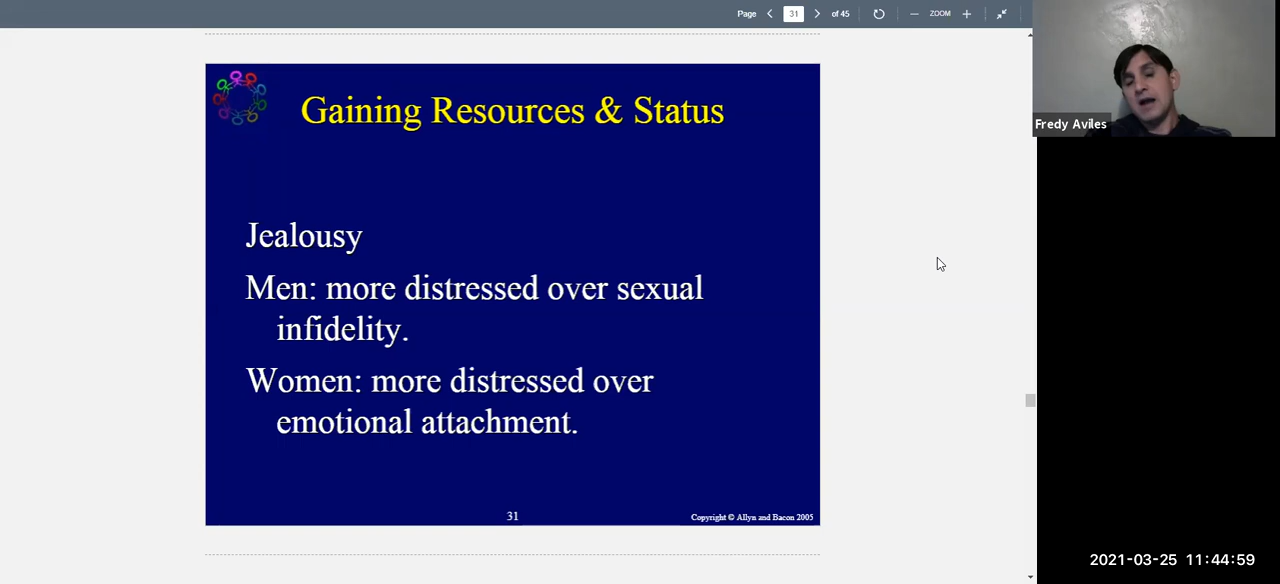 Page 31 of 45 ZOOM
Fredy Aviles
Gaining Resources & Status
Jealousy
Men: more distressed over sexual
infidelity.
Women: more distressed over
emotional attachment.
31
Copyright © Allyn and Bacon 2005
2021-03-25 11:44:59